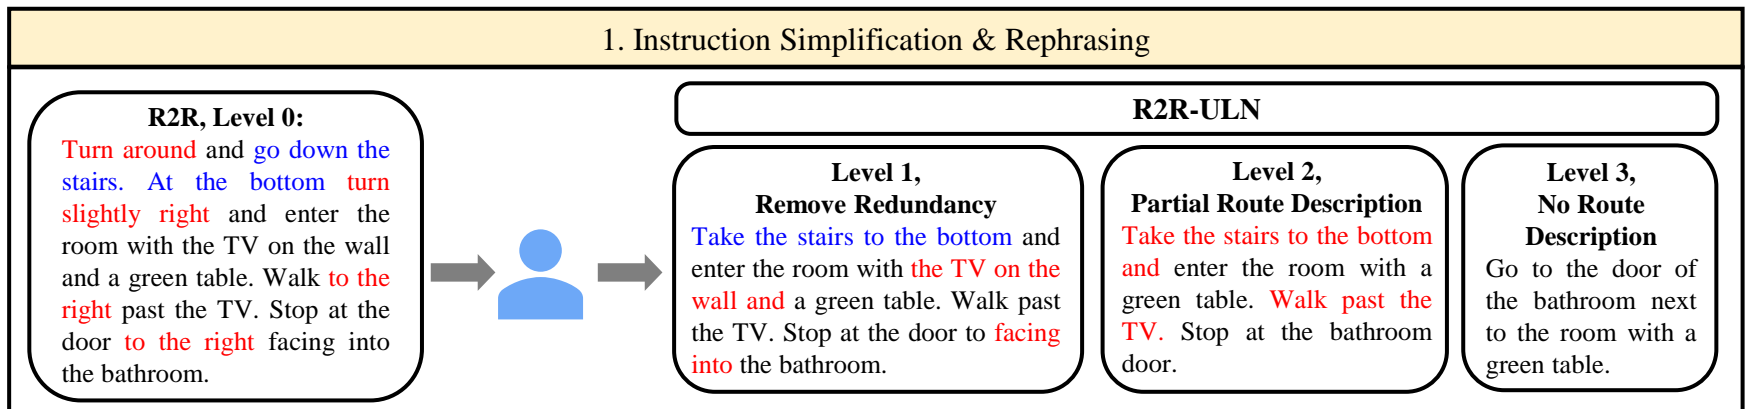 1. Instruction Simplification & Rephrasing
R2R, Level 0:
Turn around and go down the
stairs. At the bottom turn
slightly right and enter the
room with the TV on the wall
and a green table. Walk to the
right past the TV. Stop at the
door to the right facing into
the bathroom.
R2R-ULN
Level 1,
Remove Redundancy
Take the stairs to the bottom and
enter the room with the TV on the
wall and a green table. Walk past
the TV. Stop at the door to facing
into the bathroom.
Level 2,
Partial Route Description
Take the stairs to the bottom
and enter the room with a
green table. Walk past the
TV. Stop at the bathroom
door.
Level 3,
No Route
Description
Go to the door of
the bathroom next
to the room with a
green table.